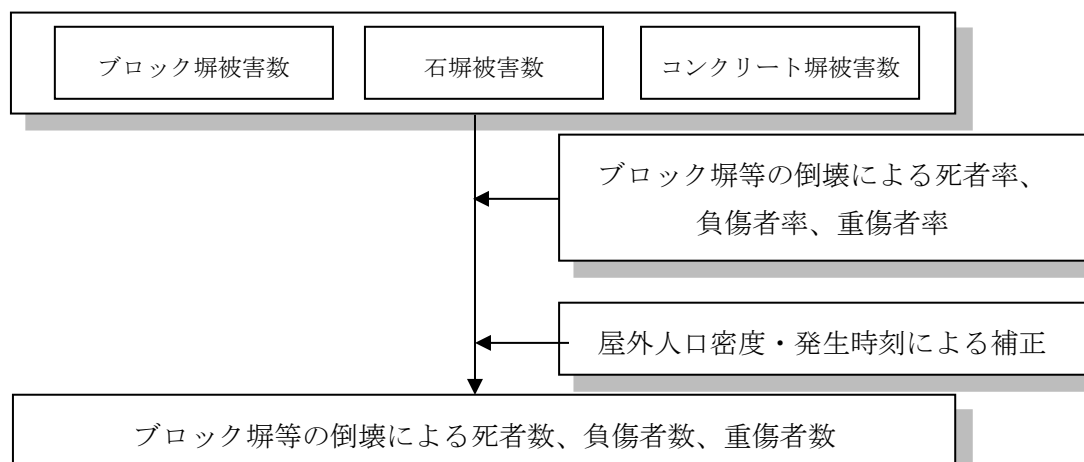 ブロック塀被害数
石塀被害数
コンクリート塀被害数
ブロック塀等の倒壊による死者率、
負傷者率、重傷者率
屋外人口密度・発生時刻による補正
ブロック塀等の倒壊による死者数、負傷者数、重傷者数